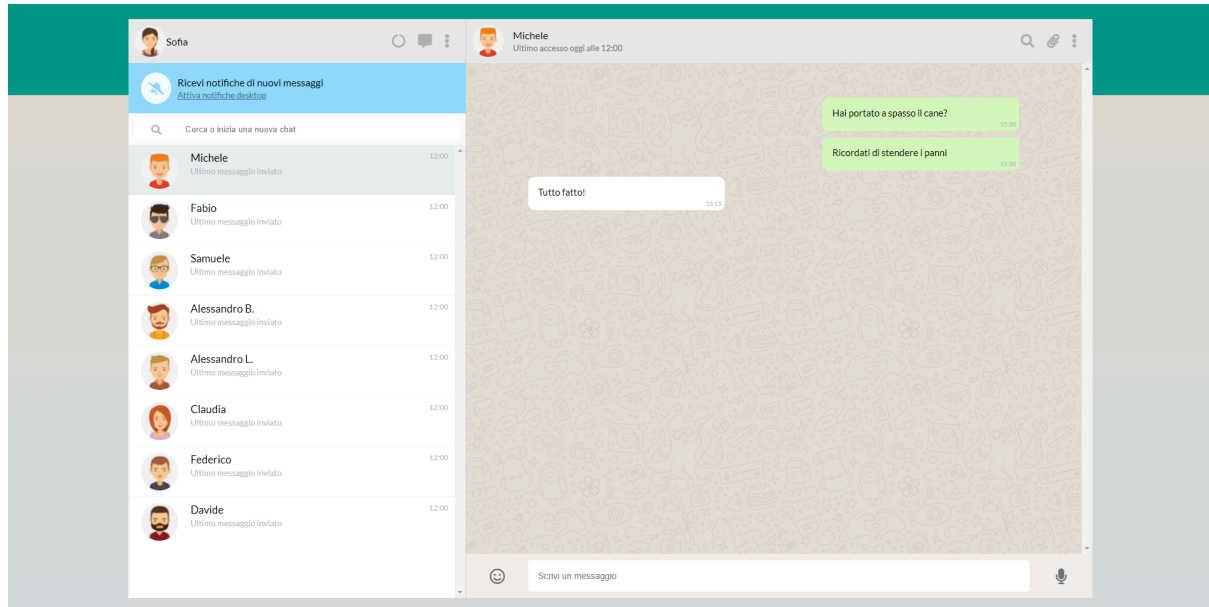 Sofia
Ricevi notifiche di nuovi messaggi
Attiva notifiche desktop
Cerca o inizia una nuova chat
Michele
12:00
Ultimo messaggio inviato
Fabio
12:00
Ultimo messaggio inviato
Samuele
12:00
Ultimo messaggio inviato
Alessandro B.
12:00
Ultimo messaggio inviato
Alessandro L.
12:00
Ultimo messaggio inviato
Claudia
12:00
Ultimo messaggio inviato
Federico
12:00
Ultimo messaggio inviato
Davide
12:00
Ultimo messaggio inviato
Michele
Ultimo accesso oggi alle 12:00
Hai portato a spasso il cane?
15:30
Ricordati di stendere i panni
15:50
Tutto fatto!
16:15
Scrivi un messaggio